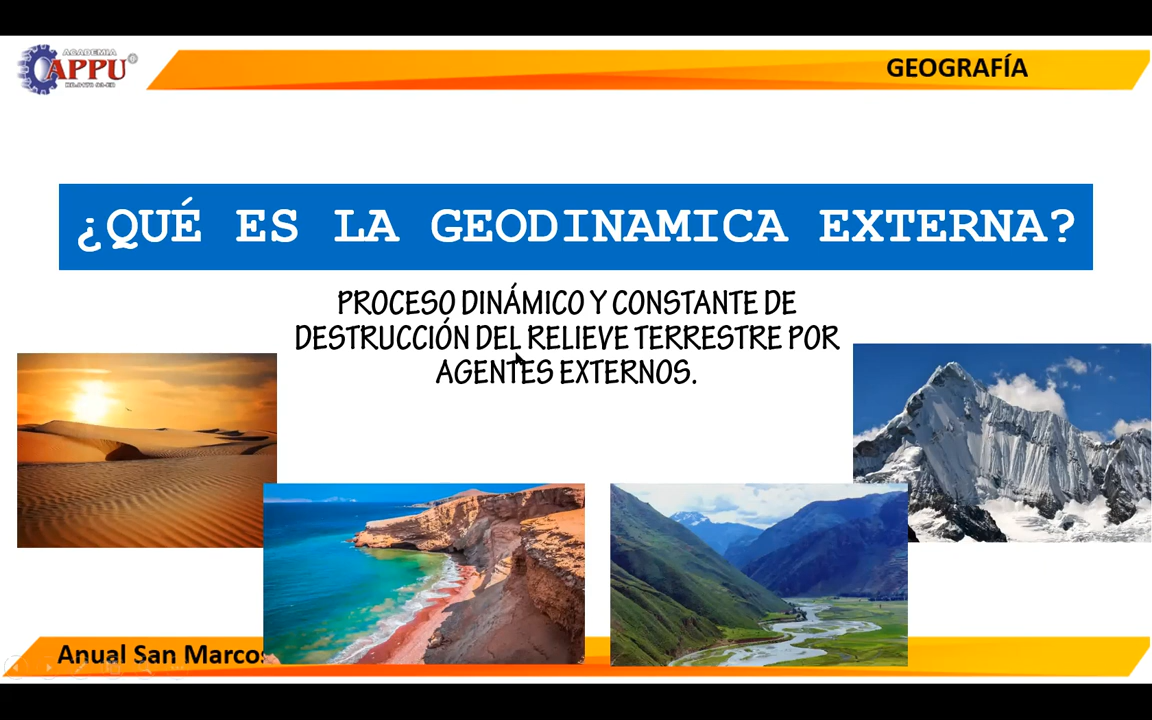 ACADEMIA
APPU
GEOGRAFÍA
¿QUÉ ES LA GEODINAMICA EXTERNA?
PROCESO DINÁMICO Y CONSTANTE DE
DESTRUCCIÓN DEL RELIEVE TERRESTRE POR
AGENTES EXTERNOS.
Anual San Marcos